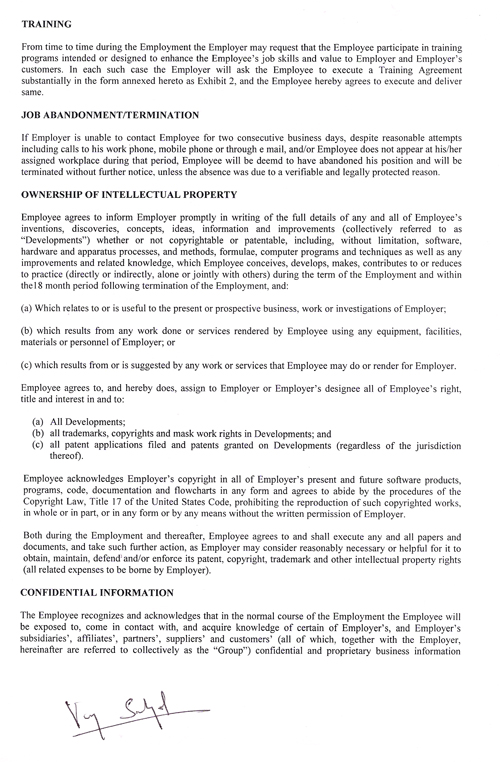 TRAINING
From time to time during the Employment the Employer may request that the Employee participate in training
programs intended or designed to enhance the Employee's job skills and value to Employer and Employer's
customers. In each such case the Employer will ask the Employee to execute a Training Agreement
substantially in the form annexed hereto as Exhibit 2, and the Employee hereby agrees to execute and deliver
same.
JOB ABANDONMENT/TERMINATION
If Employer is unable to contact Employee for two consecutive business days, despite reasonable attempts
including calls to his work phone, mobile phone or through e mail, and/or Employee does not appear at his/her
assigned workplace during that period, Employee will be deemd to have abandoned his position and will be
terminated without further notice, unless the absence was due to a verifiable and legally protected reason.
OWNERSHIP OF INTELLECTUAL PROPERTY
Employee agrees to inform Employer promptly in writing of the full details of any and all of Employee's
inventions, discoveries, concepts, ideas, information and improvements (collectively referred to as
"Developments") whether or not copyrightable or patentable, including, without limitation, software,
hardware and apparatus processes, and methods, formulae, computer programs and techniques as well as any
improvements and related knowledge, which Employee conceives, develops, makes, contributes to or reduces
to practice (directly or indirectly, alone or jointly with others) during the term of the Employment and within
the18 month period following termination of the Employment, and:
(a) Which relates to or is useful to the present or prospective business, work or investigations of Employer;
(b) which results from any work done or services rendered by Employee using any equipment, facilities,
materials or personnel of Employer; or
(c) which results from or is suggested by any work or services that Employee may do or render for Employer.
Employee agrees to, and hereby does, assign to Employer or Employer's designee all of Employee's right,
title and interest in and to:
(a) All Developments;
(b) all trademarks, copyrights and mask work rights in Developments; and
(c) all patent applications filed and patents granted on Developments (regardless of the jurisdiction
thereof).
Employee acknowledges Employer's copyright in all of Employer's present and future software products,
programs, code, documentation and flowcharts in any form and agrees to abide by the procedures of the
Copyright Law, Title 17 of the United States Code, prohibiting the reproduction of such copyrighted works,
in whole or in part, or in any form or by any means without the written permission of Employer.
Both during the Employment and thereafter, Employee agrees to and shall execute any and all papers and
documents, and take such further action, as Employer may consider reasonably necessary or helpful for it to
obtain, maintain, defend and/or enforce its patent, copyright, trademark and other intellectual property rights
(all related expenses to be borne by Employer).
CONFIDENTIAL INFORMATION
The Employee recognizes and acknowledges that in the normal course of the Employment the Employee will
be exposed to, come in contact with, and acquire knowledge of certain of Employer's, and Employer's
subsidiaries', affiliates', partners', suppliers' and customers' (all of which, together with the Employer,
hereinafter are referred to collectively as the "Group") confidential and proprietary business information